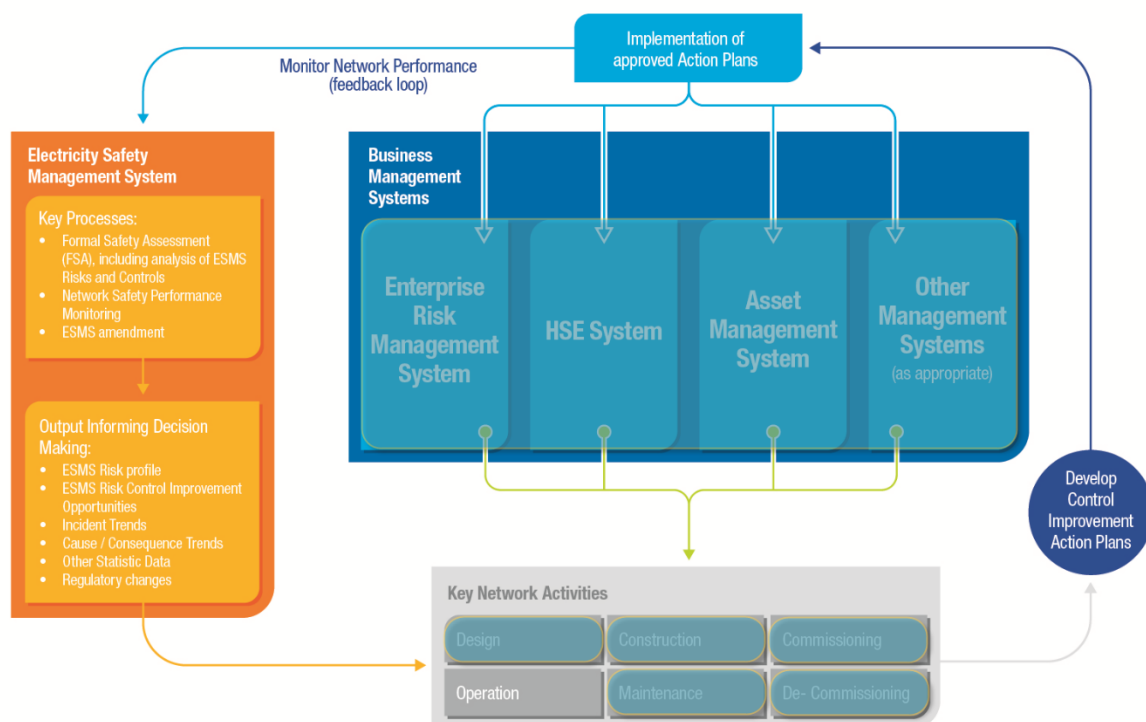 Implementation of
approved Action Plans
Monitor Network Performance
(feedback loop)
Electricity Safety
Management System
Key Processes:
• Formal Safety Assessment
(FSA), including analysis of ESMS
Risks and Controls
• Network Safety Performance
Monitoring
• ESMS amendment
Output Informing Decision
Making:
• ESMS Risk profile
• ESMS Risk Control Improvement
Opportunities
• Incident Trends
• Cause / Consequence Trends
• Other Statistic Data
• Regulatory changes
Business
Management
Systems
Enterprise
Risk
Management
System
HSE System
Asset
Management
System
Other
Management
Systems
(as appropriate)
Develop
Control
Improvement
Action Plans
Key Network Activities
Design
Construction
Commissioning
Operation
Maintenance
De- Commissioning